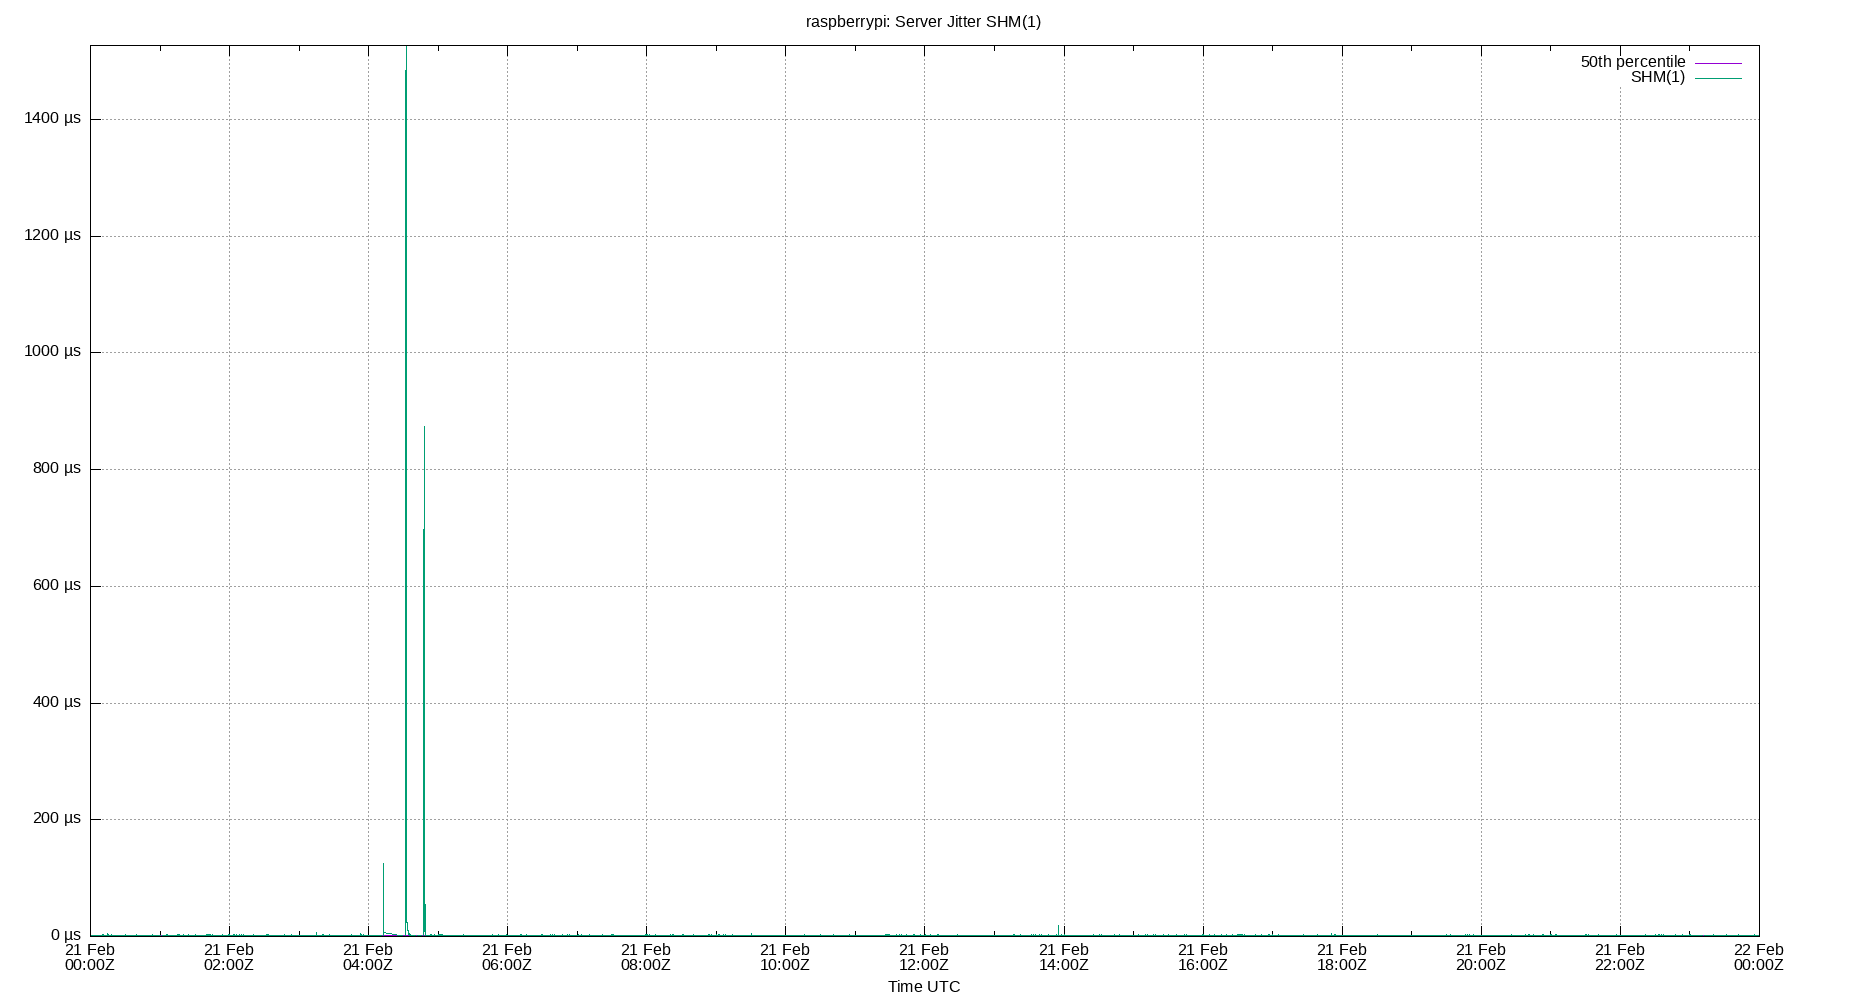 raspberrypi: Server Jitter SHM(1)
50th percentile
SHM(1)
1400 µs
1200 µs
1000 µs
800 µs
600 µs
400 µs
200 µs
0 µs
21 Feb 21 Feb 21 Feb 21 Feb 21 Feb 21 Feb 21 Feb 21 Feb 21 Feb 21 Feb 21 Feb 21 Feb 22 Feb
00:00Z 02:00Z 04:00Z 06:00Z 08:00Z 10:00Z 12:00Z 14:00Z 16:00Z 18:00Z 20:00Z 22:00Z 00:00Z
Time UTC